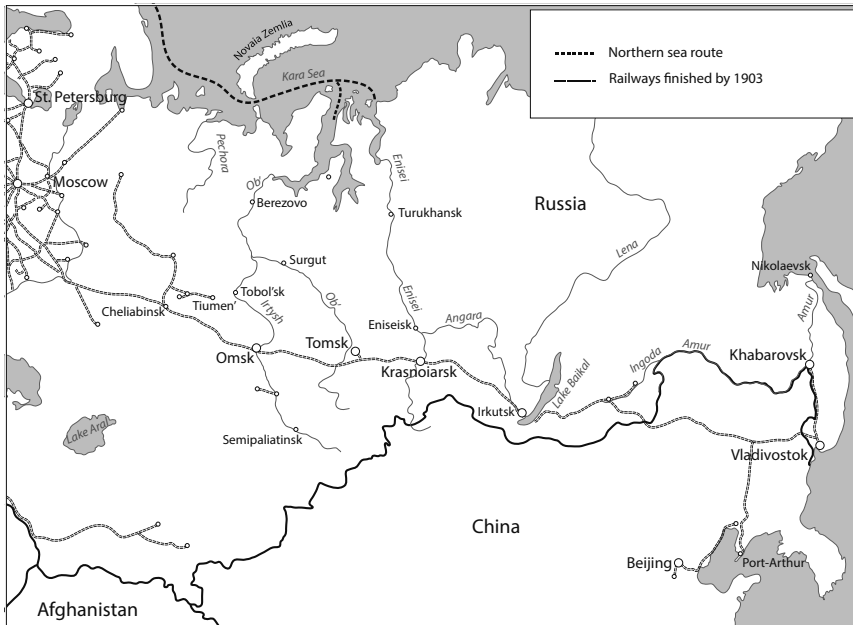 Northern sea route
Railways finished by 1903
Novaia Zemlia
Kara Sea
St. Petersburg
Pechora
Enisei
Ob'
Moscow
Berezovo
Turukhansk
Russia
Lena
Surgut
Nikolaevsk
Tobol'sk
Cheliabinsk
Tiumen'
Irtysh
Ob'
Enisei
Angara
Amur
Eniseisk
Omsk
Tomsk
Krasnoiarsk
Ingoda
Amur
Khabarovsk
Lake Baikal
Irkutsk
Lake Aral
Semipaliatinsk
Vladivostok
China
Beijing
Port-Arthur
Afghanistan